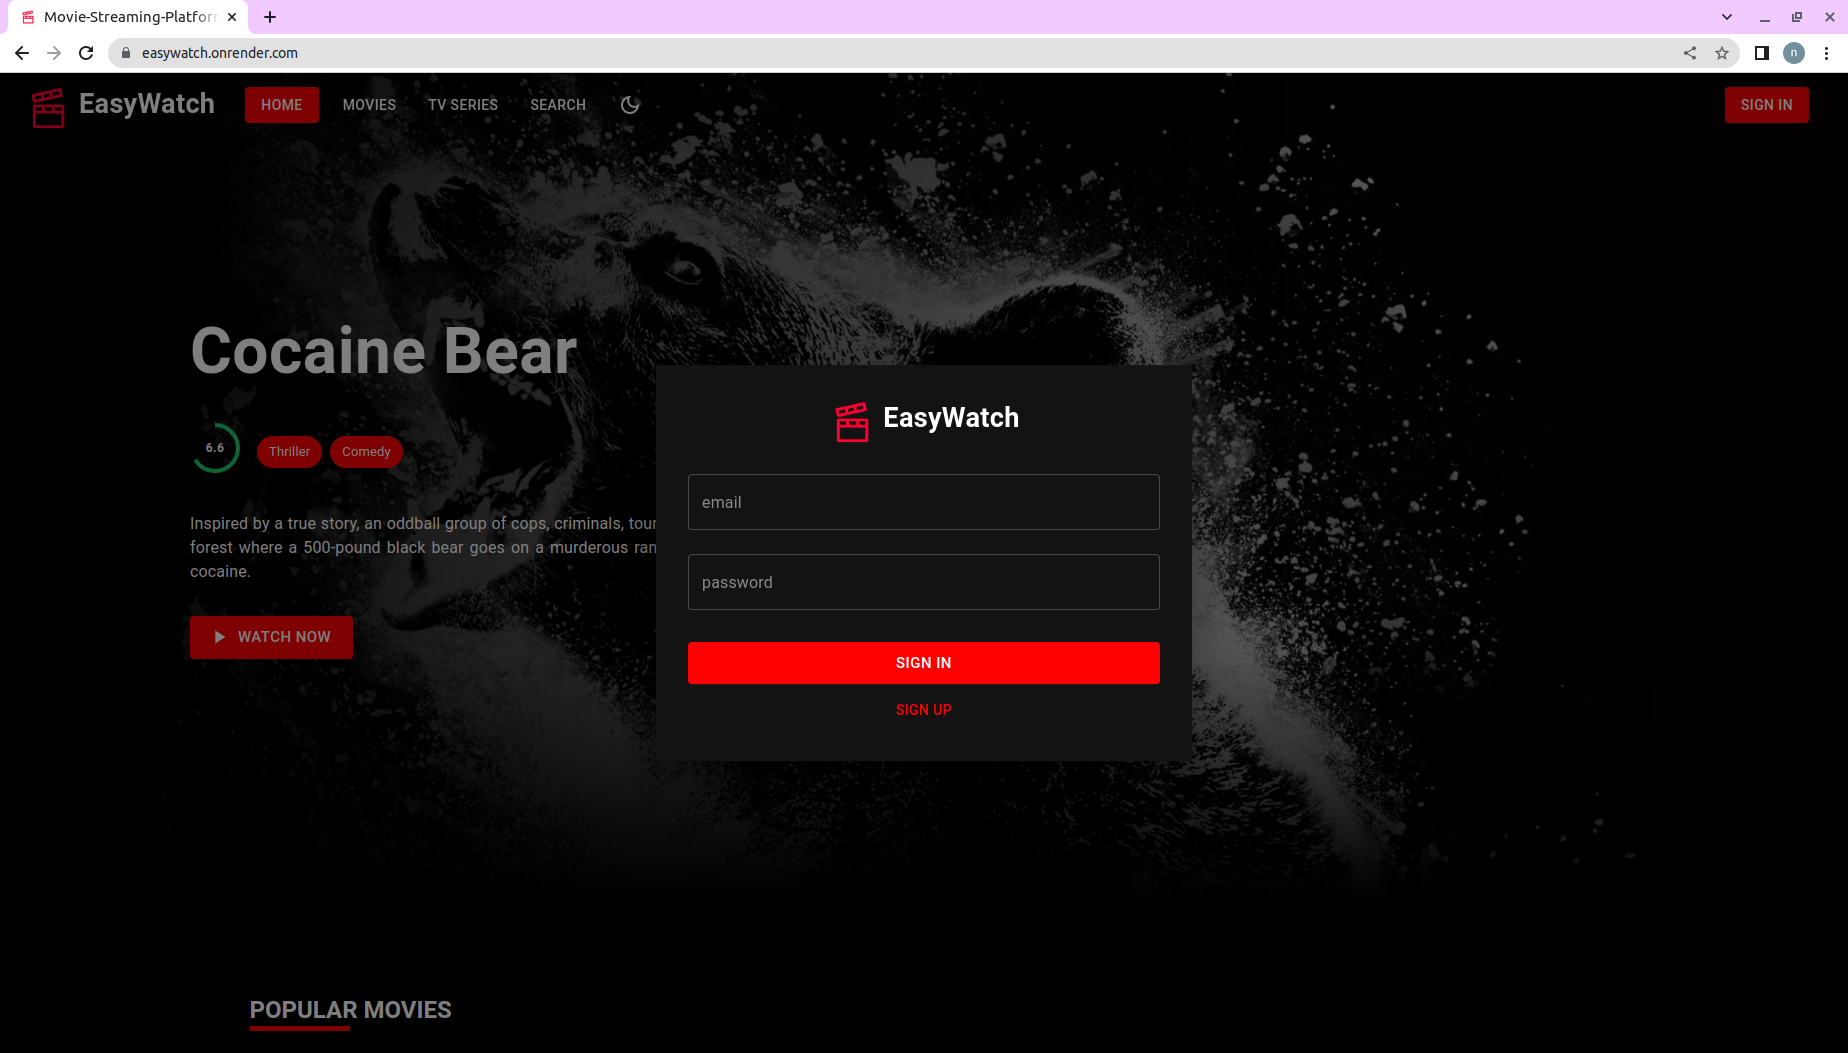 Movie-Streaming-Platforn
easywatch.onrender.com
n
EasyWatch
HOME
MOVIES
TV SERIES
SEARCH
SIGN IN
Cocaine Bear
6.6
Thriller
Comedy
Inspired by a true story, an oddball group of cops, criminals, tour
forest where a 500-pound black bear goes on a murderous ran
cocaine.
WATCH NOW
EasyWatch
email
password
SIGN IN
SIGN UP
POPULAR MOVIES